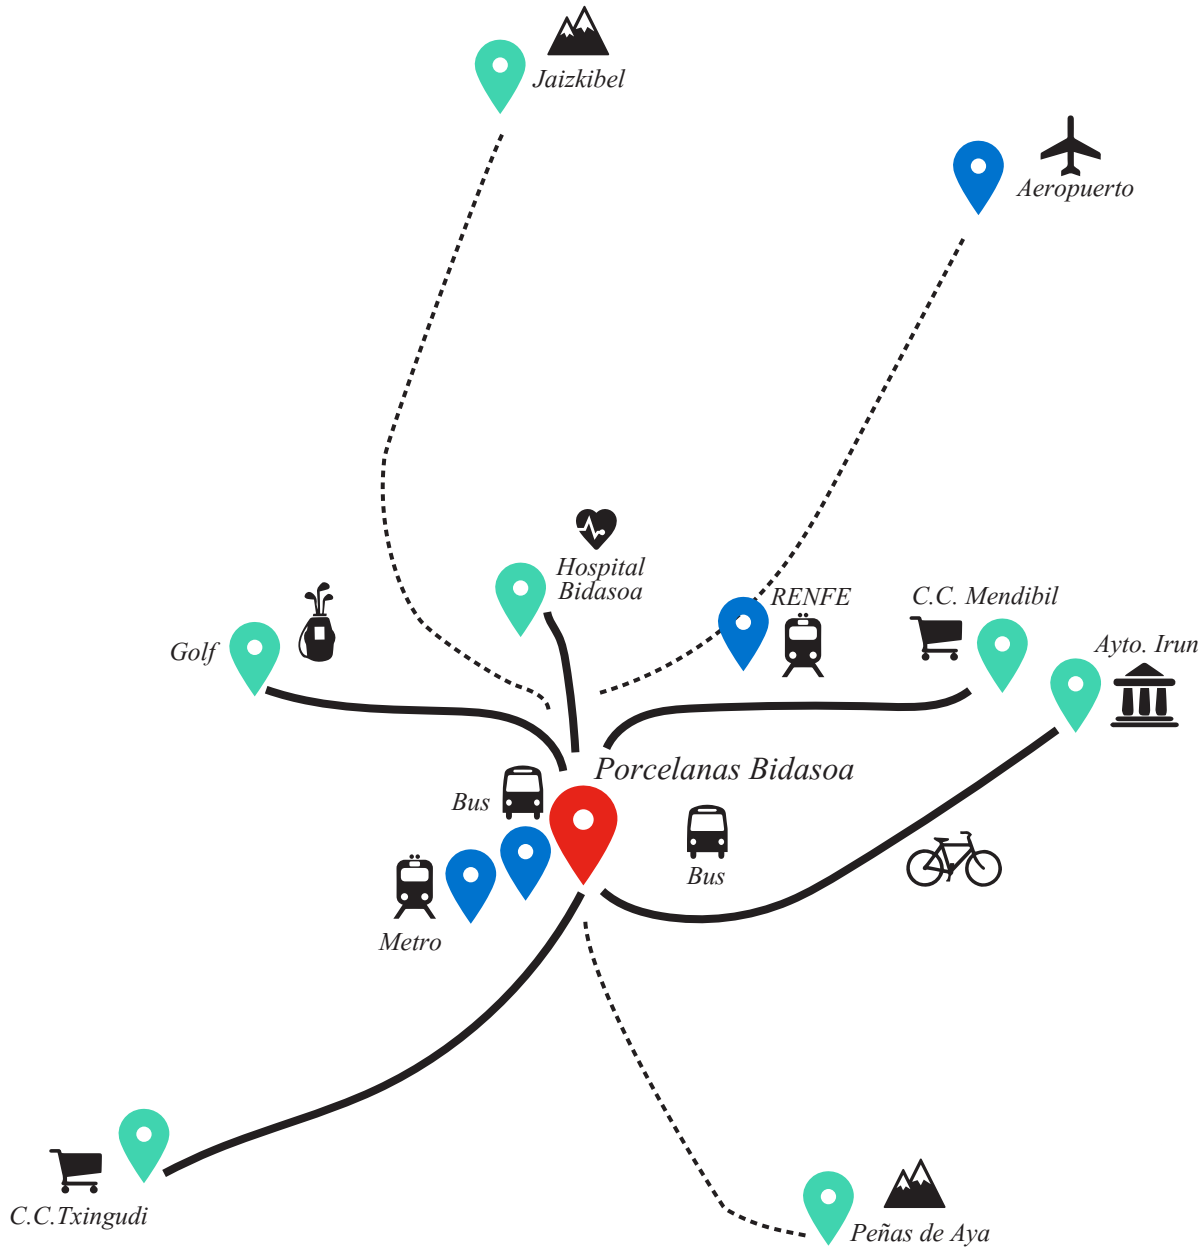 Jaizkibel
Aeropuerto
Hospital
Bidasoa
RENFE
C.C. Mendibil
Golf
Ayto. Irun
Porcelanas Bidasoa
Bus
Bus
Metro
C.C.Txingudi
Peñas de Aya